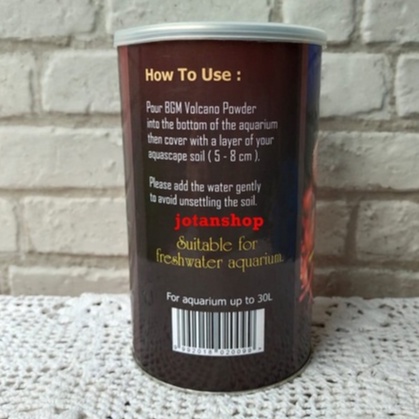 How To Use :
Pour BGM Volcano Powder
into the bottom of the aquarium
then cover with a layer of your
aquascape soil ( 5 - 8 cm ).
Please add the water gently
to avoid unsettling the soil.
jotanshop
Suitable for
freshwater aquarium.
For aquarium up to 30L